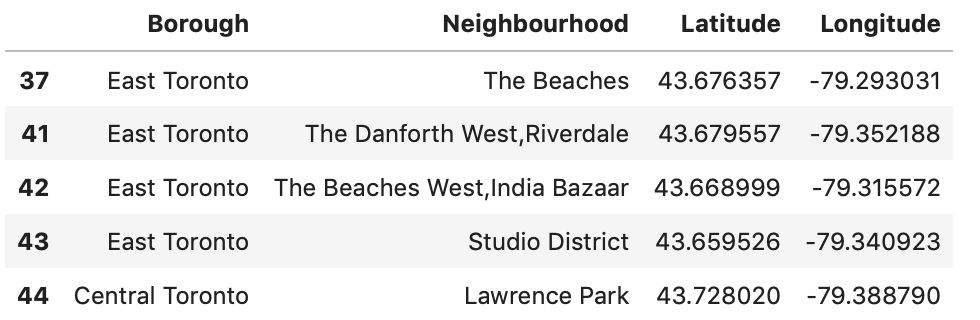 Borough Neighbourhood Latitude Longitude
37 East Toronto The Beaches 43.676357 -79.293031
41 East Toronto The Danforth West,Riverdale 43.679557 -79.352188
42 East Toronto The Beaches West,India Bazaar 43.668999 -79.315572
43 East Toronto Studio District 43.659526 -79.340923
44 Central Toronto Lawrence Park 43.728020 -79.388790